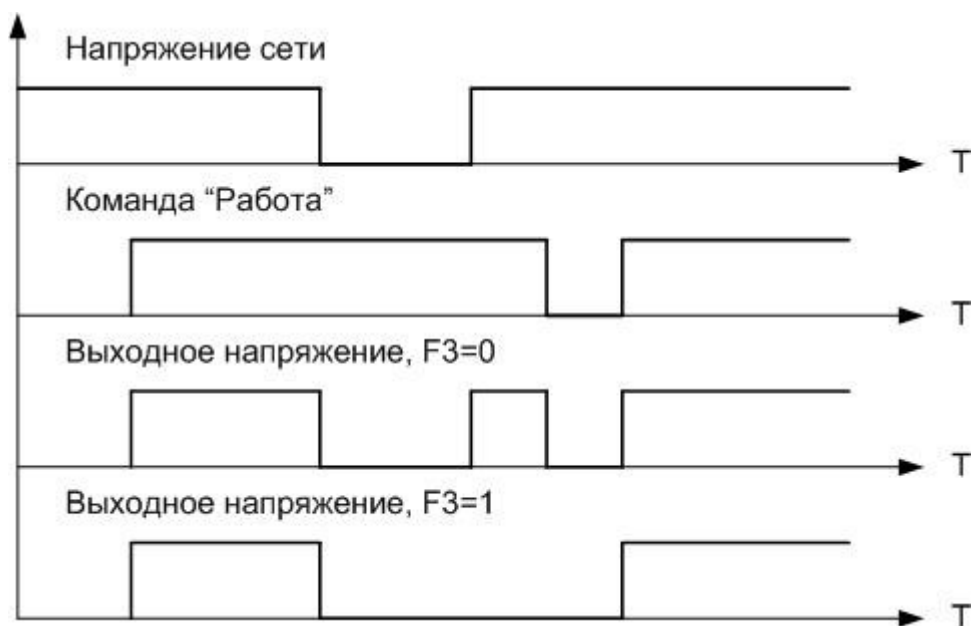 Напряжение сети
T
Команда “Работа”
T
Выходное напряжение, F3=0
T
Выходное напряжение, F3=1
T